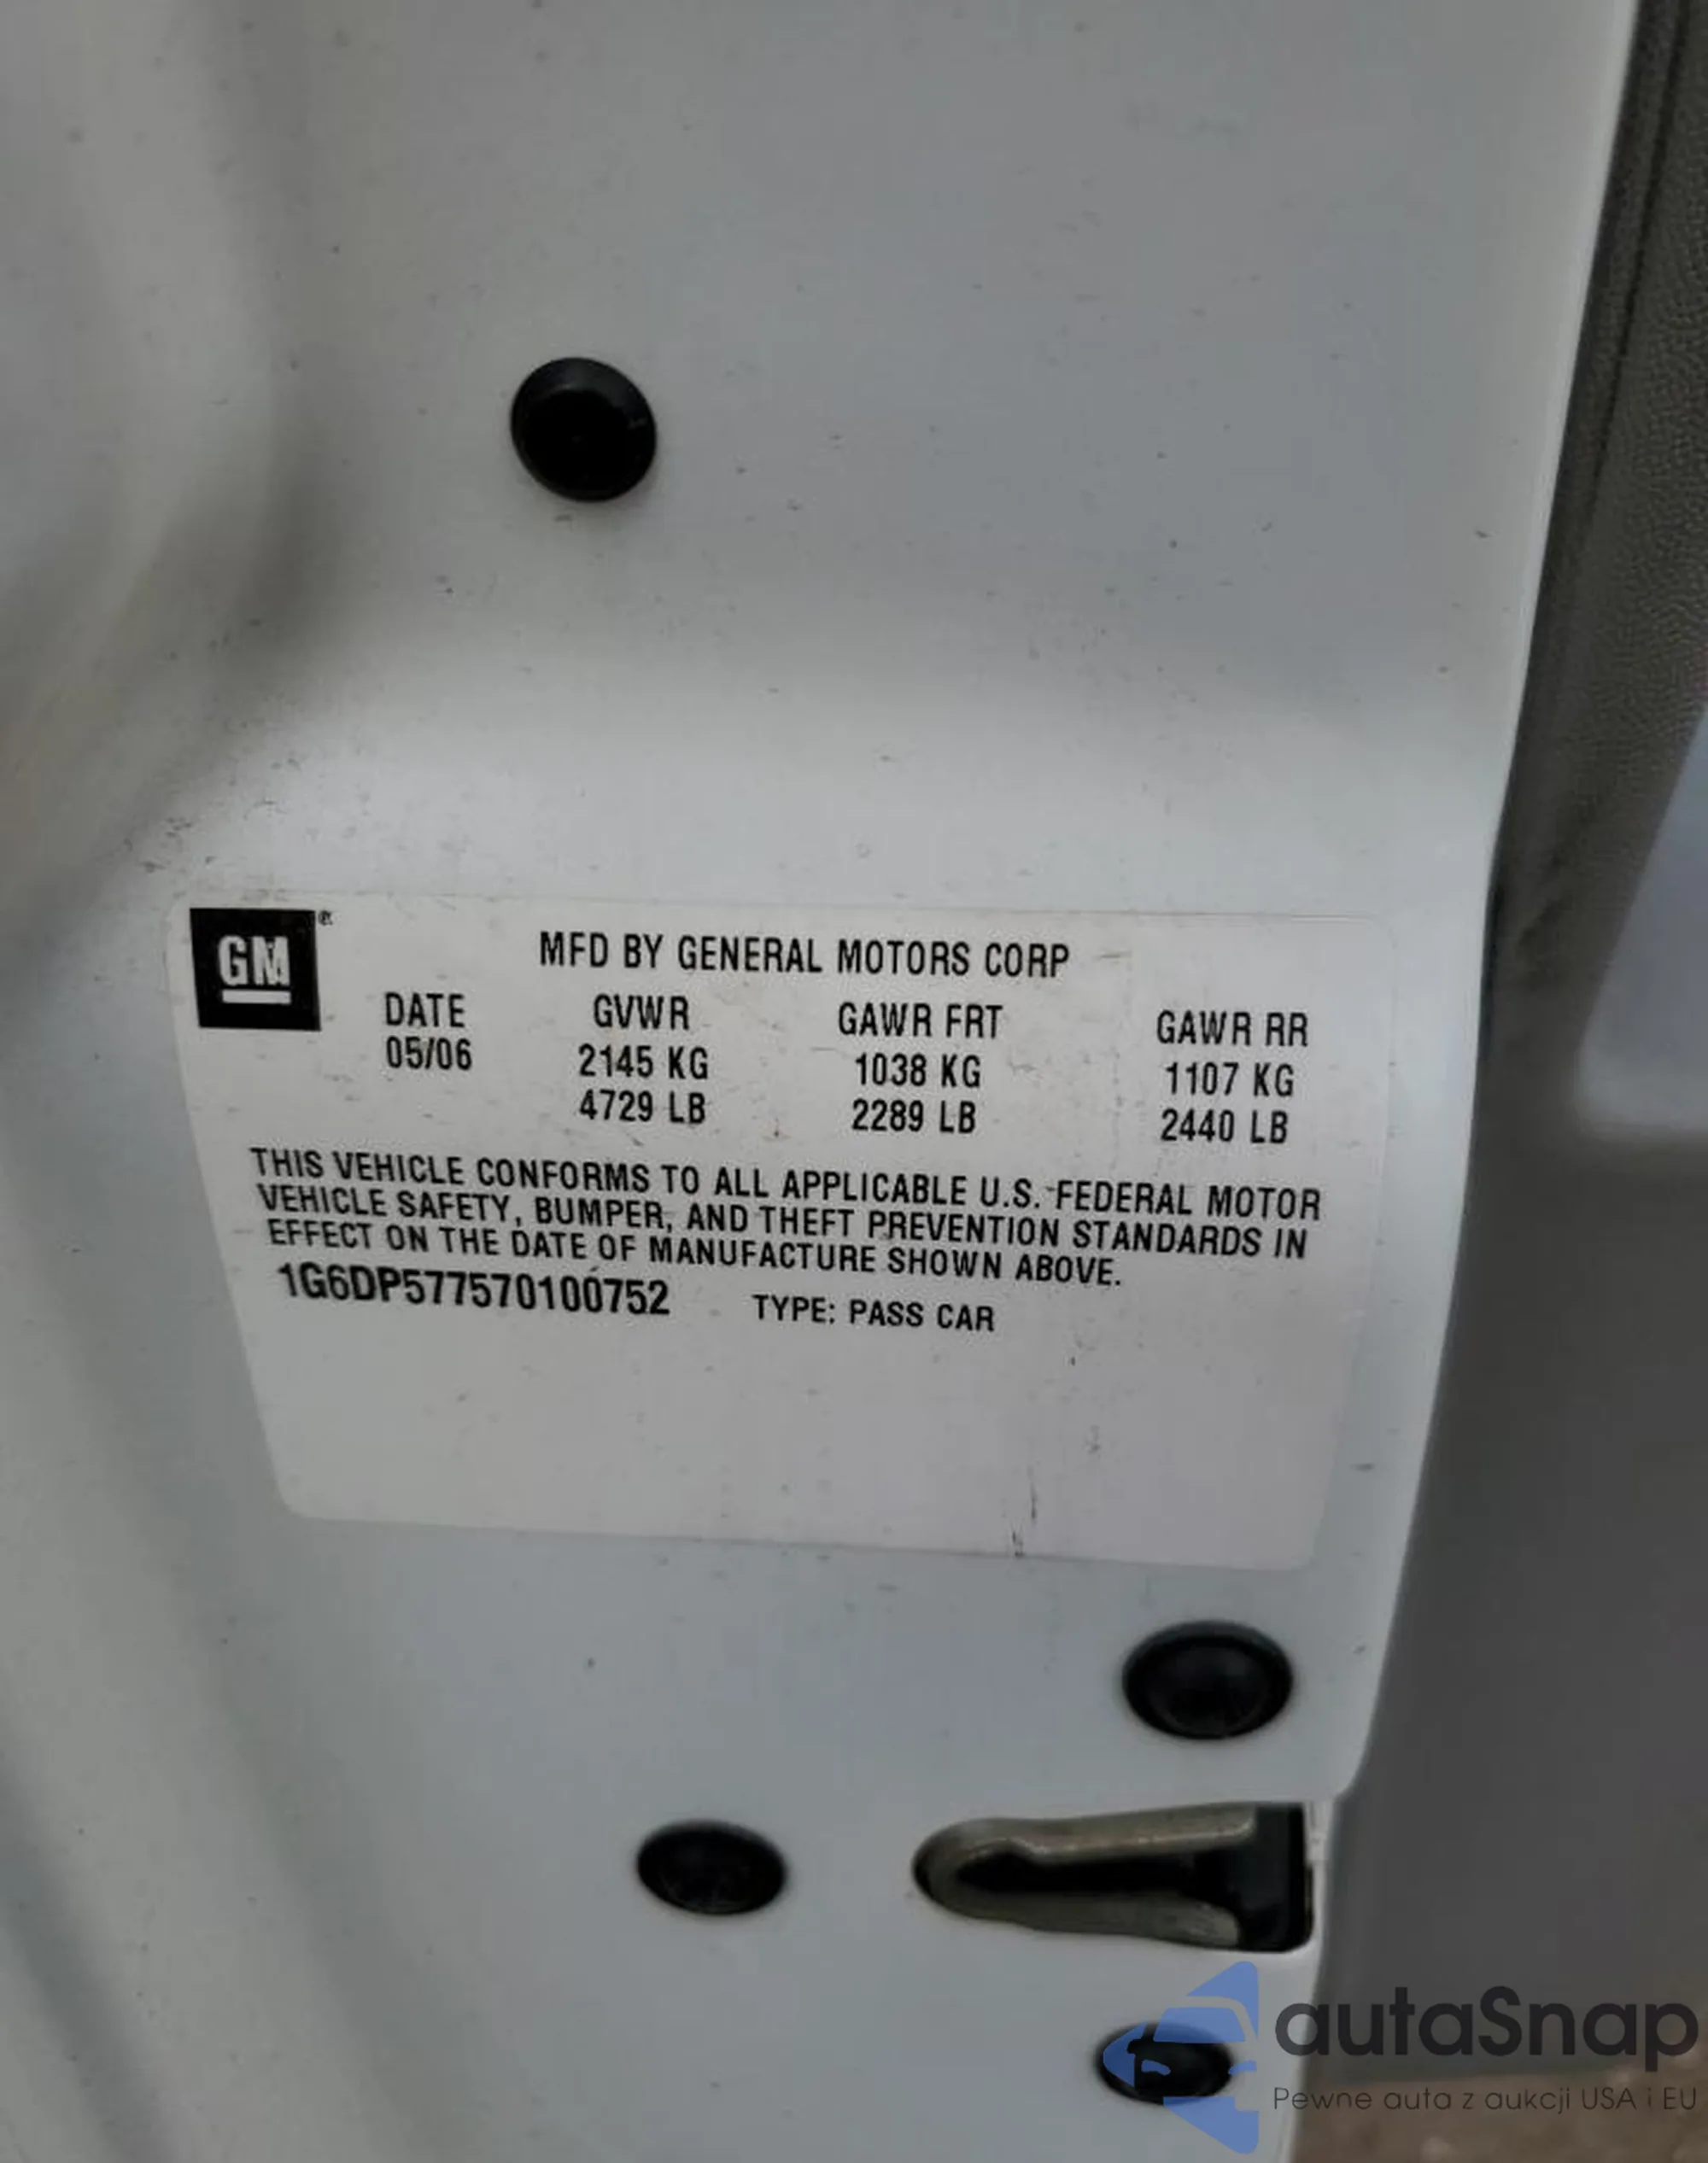 GM ®
MFD BY GENERAL MOTORS CORP
DATE GVWR GAWR FRT GAWR RR
05/06 2145 KG 1038 KG 1107 KG
4729 LB 2289 LB 2440 LB
THIS VEHICLE CONFORMS TO ALL APPLICABLE U.S. FEDERAL MOTOR
VEHICLE SAFETY, BUMPER, AND THEFT PREVENTION STANDARDS IN
EFFECT ON THE DATE OF MANUFACTURE SHOWN ABOVE.
1G6DP577570100752 TYPE: PASS CAR
autaSnap
Pewne auta z aukcji USA i EU